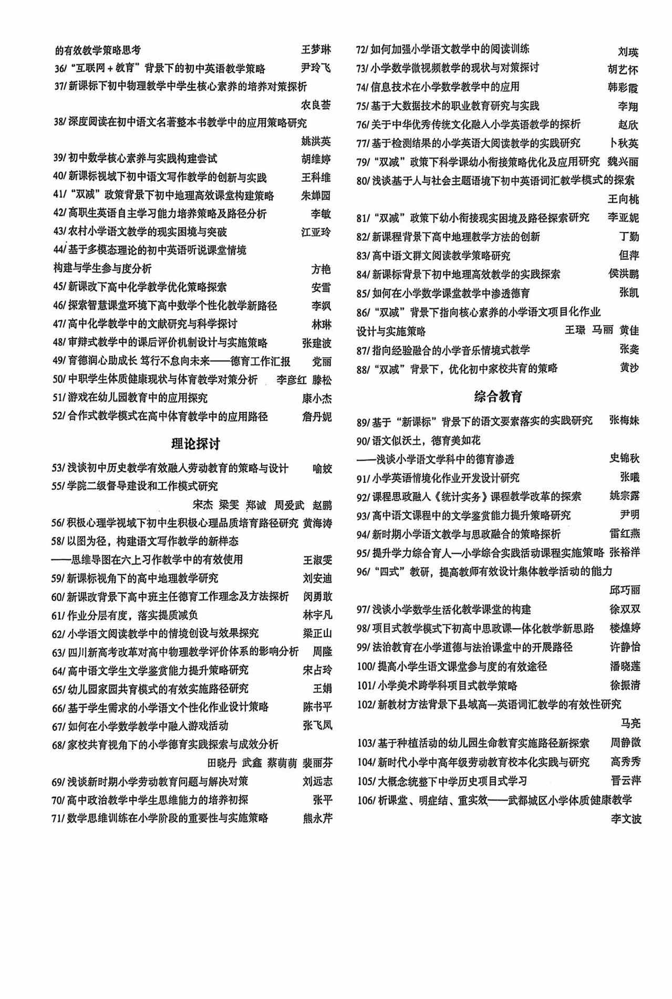 的有效教学策略思考 王梦琳
36/ “互联网+教育” 背景下的初中英语教学策略 尹玲飞
37/ 新课标下初中物理教学中学生核心素养的培养对策探析
农良荟
38/ 深度阅读在初中语文名著整本书教学中的应用策略研究
姚洪英
39/ 初中数学核心素养与实践构建尝试 胡维婷
40/ 新课标视域下初中语文写作教学的创新与实践 王科维
41/ “双减” 政策背景下初中地理高效课堂构建策略 朱婵园
42/ 高职生英语自主学习能力培养策略及路径分析 李敏
43/ 农村小学语文教学的现实困境与突破 江亚玲
44/ 基于多模态理论的初中英语听说课堂情境
构建与学生参与度分析 方艳
45/ 新课改下高中化学教学优化策略探索 安雪
46/ 探索智慧课堂环境下高中数学个性化教学新路径 李飒
47/ 高中化学教学中的文献研究与科学探讨 林琳
48/ 审辩式教学中的课后评价机制设计与实施策略 张建波
49/ 育德润心助成长 笃行不怠向未来——德育工作汇报 党丽
50/ 中职学生体质健康现状与体育教学对策分析 李彦红 滕松
51/ 游戏在幼儿园教育中的应用探究 康小杰
52/ 合作式教学模式在高中体育教学中的应用路径 詹丹妮
理论探讨
53/ 浅谈初中历史教学有效融入劳动教育的策略与设计 喻姣
55/ 学院二级督导建设和工作模式研究
宋杰 梁雯 郑诚 周爱武 赵鹏
56/ 积极心理学视域下初中生积极心理品质培育路径研究 黄海涛
58/ 以图为径，构建语文写作教学的新样态
——思维导图在六上习作教学中的有效使用 王淑雯
59/ 新课标视角下的高中地理教学研究 刘安迪
60/ 新课改背景下高中班主任德育工作理念及方法探析 闵勇敢
61/ 作业分层有度，落实提质减负 林宇凡
62/ 小学语文阅读教学中的情境创设与效果探究 梁正山
63/ 四川新高考改革对高中物理教学评价体系的影响分析 周隆
64/ 高中语文学生文学鉴赏能力提升策略研究 宋占玲
65/ 幼儿园家园共育模式的有效实施路径研究 王娟
66/ 基于学生需求的小学语文个性化作业设计策略 陈书平
67/ 如何在小学数学教学中融入游戏活动 张飞凤
68/ 家校共育视角下的小学德育实践探索与成效分析
田晓丹 武鑫 蔡萌萌 裴丽芬
69/ 浅谈新时期小学劳动教育问题与解决对策 刘远志
70/ 高中政治教学中学生思维能力的培养初探 张平
71/ 数学思维训练在小学阶段的重要性与实施策略 熊永芹
72/ 如何加强小学语文教学中的阅读训练 刘瑛
73/ 小学数学微视频教学的现状与对策探讨 胡艺怀
74/ 信息技术在小学数学教学中的应用 韩彩霞
75/ 基于大数据技术的职业教育研究与实践 李翔
76/ 关于中华优秀传统文化融入小学英语教学的探析 赵欣
77/ 基于检测结果的小学英语大阅读教学的实践研究 卜秋英
79/ “双减” 政策下科学课幼小衔接策略优化及应用研究 魏兴丽
80/ 浅谈基于人与社会主题语境下初中英语词汇教学模式的探索
王向桃
81/ “双减” 政策下幼小衔接现实困境及路径探索研究 李亚妮
82/ 新课程背景下高中地理教学方法的创新 丁勤
83/ 高中语文群文阅读教学策略研究 但萍
84/ 新课标背景下初中地理高效教学的实践探索 侯洪鹏
85/ 如何在小学数学课堂教学中渗透德育 张凯
86/ “双减” 背景下指向核心素养的小学语文项目化作业
设计与实施策略 王璟 马丽 黄佳
87/ 指向经验融合的小学音乐情境式教学 张䶮
88/ “双减” 背景下，优化初中家校共育的策略 黄沙
综合教育
89/ 基于 “新课标” 背景下的语文要素落实的实践研究 张梅妹
90/ 语文似沃土，德育美如花
——浅谈小学语文学科中的德育渗透 史锦秋
91/ 小学英语情境化作业开发设计研究 张曦
92/ 课程思政融入《统计实务》课程教学改革的探索 姚宗露
93/ 高中语文课程中的文学鉴赏能力提升策略研究 尹明
94/ 新时期小学语文教学与思政融合的策略探析 雷红燕
95/ 提升学力综合育人—小学综合实践活动课程实施策略 张裕洋
96/ “四式” 教研，提高教师有效设计集体教学活动的能力
邱巧丽
97/ 浅谈小学数学生活化教学课堂的构建 徐双双
98/ 项目式教学模式下初高中思政课一体化教学新思路 楼煌婷
99/ 法治教育在小学道德与法治课堂中的开展路径 许静怡
100/ 提高小学生语文课堂参与度的有效途径 潘晓莲
101/ 小学美术跨学科项目式教学策略 徐振清
102/ 新教材方法背景下县域高一英语词汇教学的有效性研究
马亮
103/ 基于种植活动的幼儿园生命教育实施路径新探索 周静微
104/ 新时代小学中高年级劳动教育校本化实践与研究 高秀秀
105/ 大概念统整下中学历史项目式学习 晋云萍
106/ 析课堂、明症结、重实效——武都城区小学体质健康教学
李文波